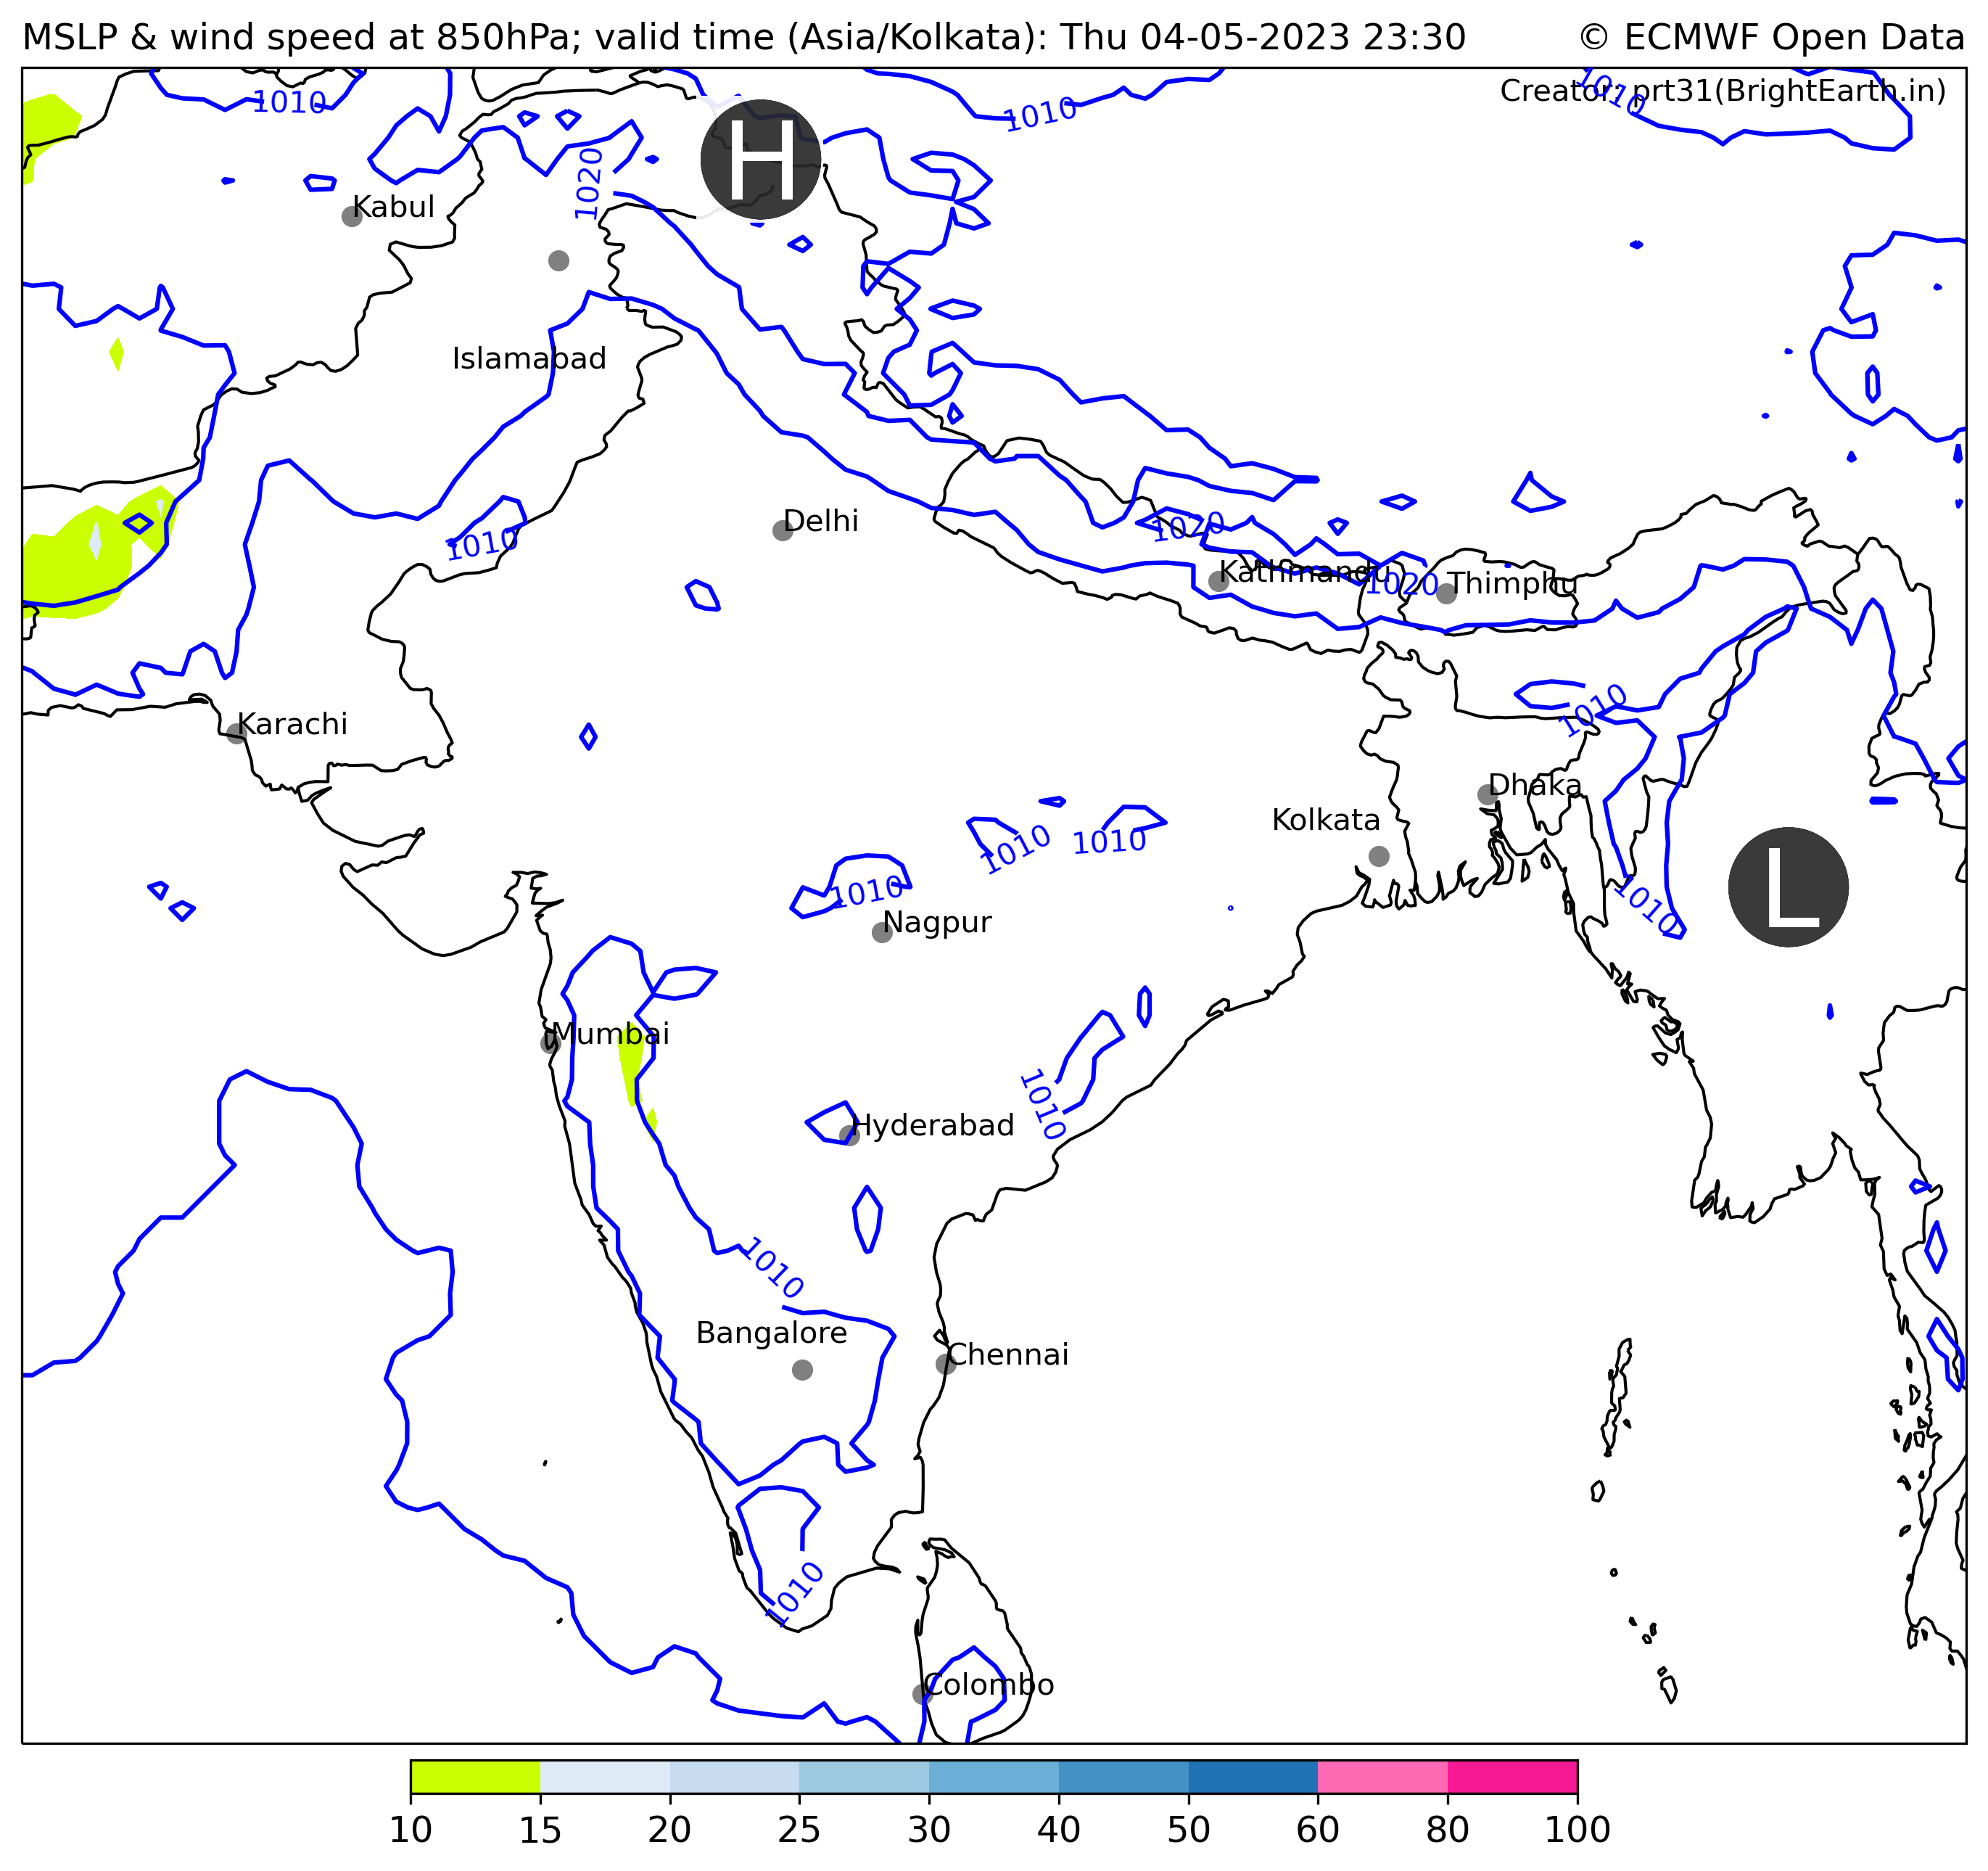 MSLP & wind speed at 850hPa; valid time (Asia/Kolkata): Thu 04-05-2023 23:30 © ECMWF Open Data
Creator: prt31(BrightEarth.in)
1010
1010
1010
H
1020
Kabul
Islamabad
Delhi
1010
1020
Kathmandu
1020
Thimphu
1010
Karachi
Dhaka
Kolkata
1010
1010
1010
1010
L
Nagpur
Mumbai
1010
Hyderabad
1010
Bangalore
Chennai
1010
Colombo
10 15 20 25 30 40 50 60 80 100